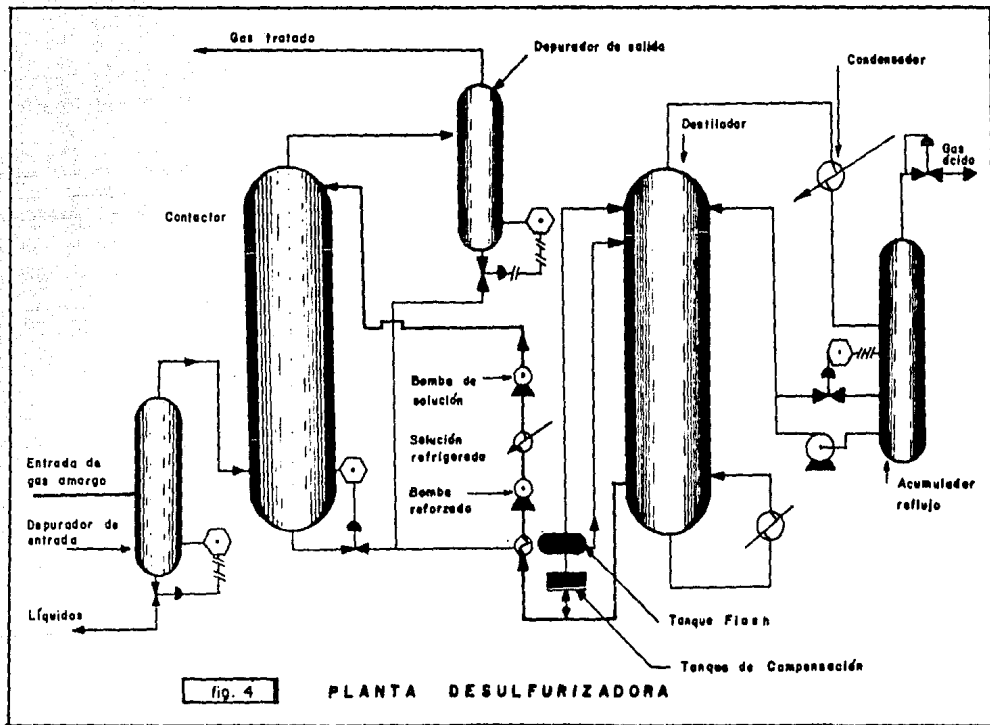 Gas tratado
Depurador de salida
Condensador
Destilador
Gas
ácido
Contactor
Bomba de
solución
Solución
refrigerada
Bomba
reforzada
Entrada de
gas amargo
Depurador de
entrada
Líquidos
Acumulador
reflujo
Tanque Flash
Tanque de Compensación
fig. 4
PLANTA DESULFURIZADORA